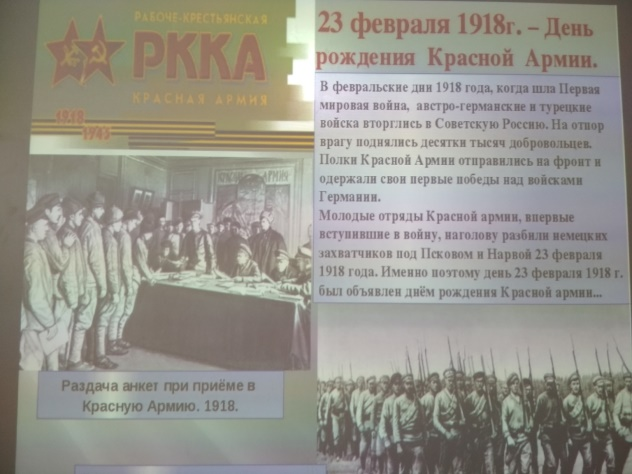 РАБОЧЕ-КРЕСТЬЯНСКАЯ
РККА
КРАСНАЯ АРМИЯ
1918
1943
КРАСНАЯ АРМИЯ
Раздача анкет при приёме в
Красную Армию. 1918.
23 февраля 1918г. – День
рождения Красной Армии.
В февральские дни 1918 года, когда шла Первая
мировая война, австро-германские и турецкие
войска вторглись в Советскую Россию. На отпор
врагу поднялись десятки тысяч добровольцев.
Полки Красной Армии отправились на фронт и
одержали свои первые победы над войсками
Германии.
Молодые отряды Красной армии, впервые
вступившие в войну, наголову разбили немецких
захватчиков под Псковом и Нарвой 23 февраля
1918 года. Именно поэтому день 23 февраля 1918 г.
был объявлен днём рождения Красной армии...